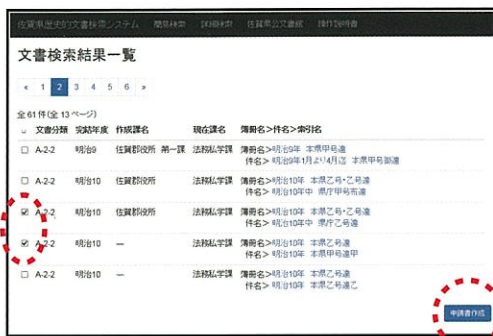 佐賀県歴史的文書検索システム 簡易検索 詳細検索 佐賀県公文書館 操作説明書
文書検索結果一覧
« 1 2 3 4 5 6 »
全61件(全13ページ)
文書分類 完結年度 作成課名 現在課名 簿冊名>件名>索引名
A-2-2 明治9 佐賀郡役所 第一課 法務私学課 簿冊名>明治9年 本県甲号達
件名> 明治9年1月より4月迄 本県甲号御達
A-2-2 明治10 佐賀郡役所 法務私学課 簿冊名>明治10年 本県乙号・乙号達
件名> 明治10年中 県庁甲号布達
A-2-2 明治10 佐賀郡役所 法務私学課 簿冊名>明治10年 本県乙号・乙号達
件名> 明治10年中 県庁乙号達
A-2-2 明治10 — 法務私学課 簿冊名>明治10年 本県乙号達
件名> 明治10年 本県甲号達甲
A-2-2 明治10 — 法務私学課 簿冊名>明治10年 本県乙号達
件名> 明治10年 本県乙号達乙
申請書作成